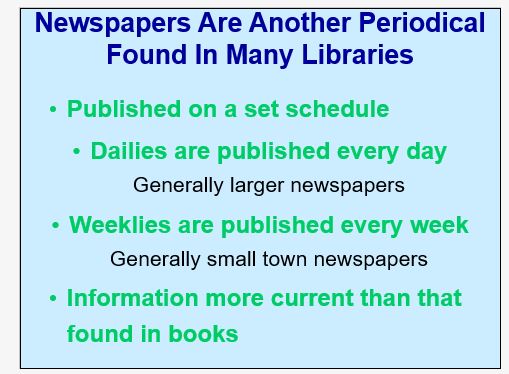 Newspapers Are Another Periodical
Found In Many Libraries
• Published on a set schedule
• Dailies are published every day
Generally larger newspapers
• Weeklies are published every week
Generally small town newspapers
• Information more current than that
found in books